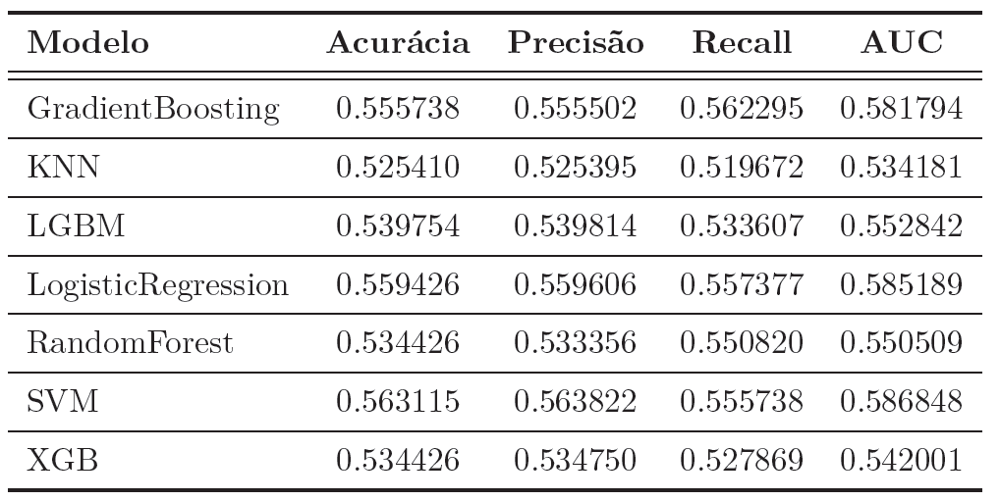 Modelo Acurácia Precisão Recall AUC
GradientBoosting 0.555738 0.555502 0.562295 0.581794
KNN 0.525410 0.525395 0.519672 0.534181
LGBM 0.539754 0.539814 0.533607 0.552842
LogisticRegression 0.559426 0.559606 0.557377 0.585189
RandomForest 0.534426 0.533356 0.550820 0.550509
SVM 0.563115 0.563822 0.555738 0.586848
XGB 0.534426 0.534750 0.527869 0.542001